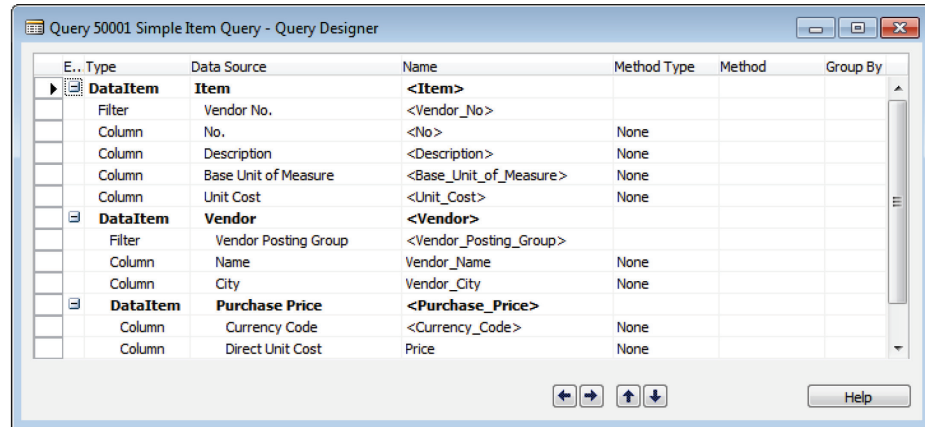 Query 50001 Simple Item Query - Query Designer
E.. Type Data Source Name Method Type Method Group By
DataItem Item <Item>
Filter Vendor No. <Vendor_No>
Column No. <No> None
Column Description <Description> None
Column Base Unit of Measure <Base_Unit_of_Measure> None
Column Unit Cost <Unit_Cost> None
DataItem Vendor <Vendor>
Filter Vendor Posting Group <Vendor_Posting_Group>
Column Name Vendor_Name None
Column City Vendor_City None
DataItem Purchase Price <Purchase_Price>
Column Currency Code <Currency_Code> None
Column Direct Unit Cost Price None
Help